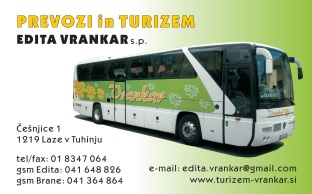 PREVOZI in TURIZEM
EDITA VRANKAR s.p.
Vrankar
Češnjice 1
1219 Laze v Tuhinju
tel/fax: 01 8347 064
gsm Edita: 041 648 826
gsm Brane: 041 364 864
e-mail: edita.vrankar@gmail.com
www.turizem-vrankar.si